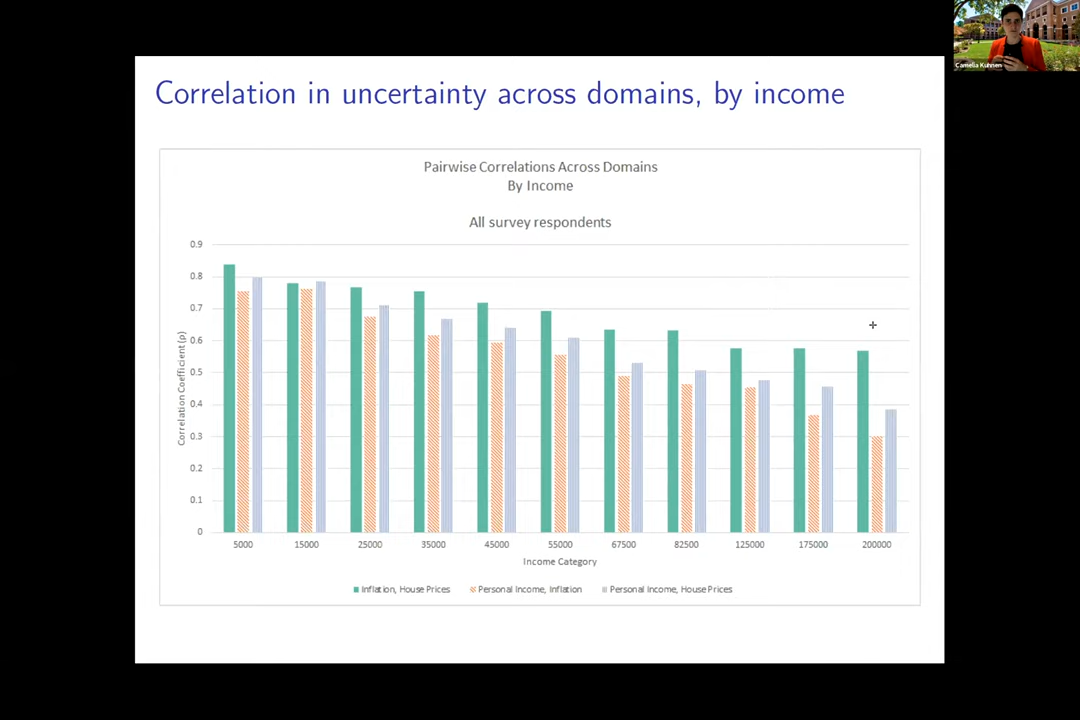 Camelia Kuhnen
Correlation in uncertainty across domains, by income
Pairwise Correlations Across Domains
By Income
All survey respondents
Correlation Coefficient (ρ)
0.9
0.8
0.7
0.6
0.5
0.4
0.3
0.2
0.1
0
5000 15000 25000 35000 45000 55000 67500 82500 125000 175000 200000
Income Category
Inflation, House Prices Personal Income, Inflation Personal Income, House Prices